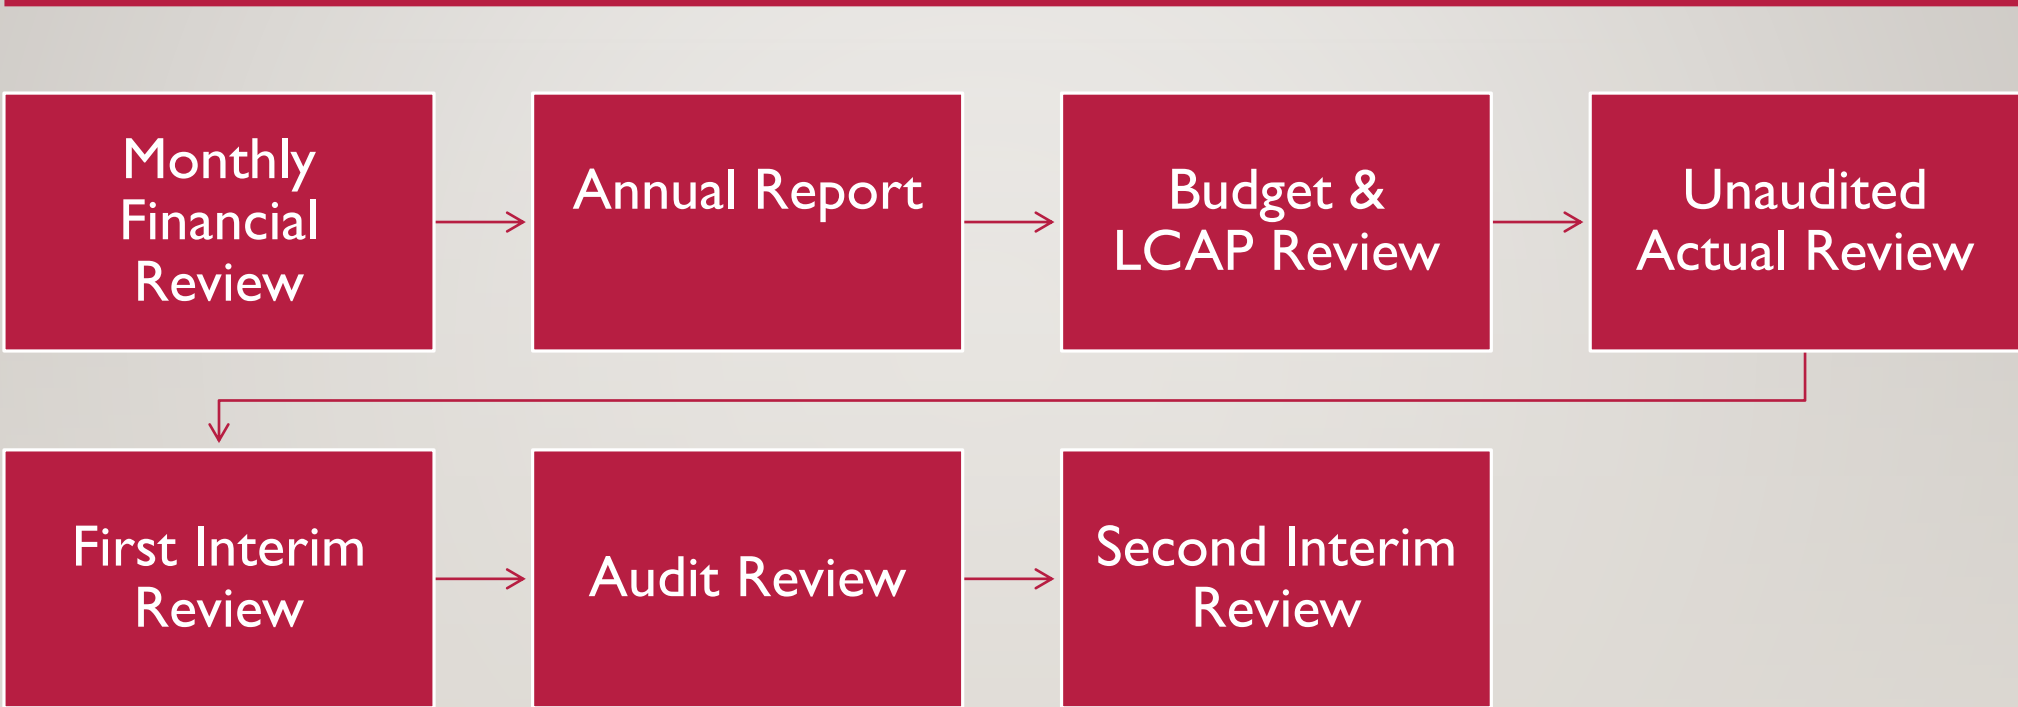 Monthly
Financial
Review
Annual Report
Budget &
LCAP Review
Unaudited
Actual Review
First Interim
Review
Audit Review
Second Interim
Review